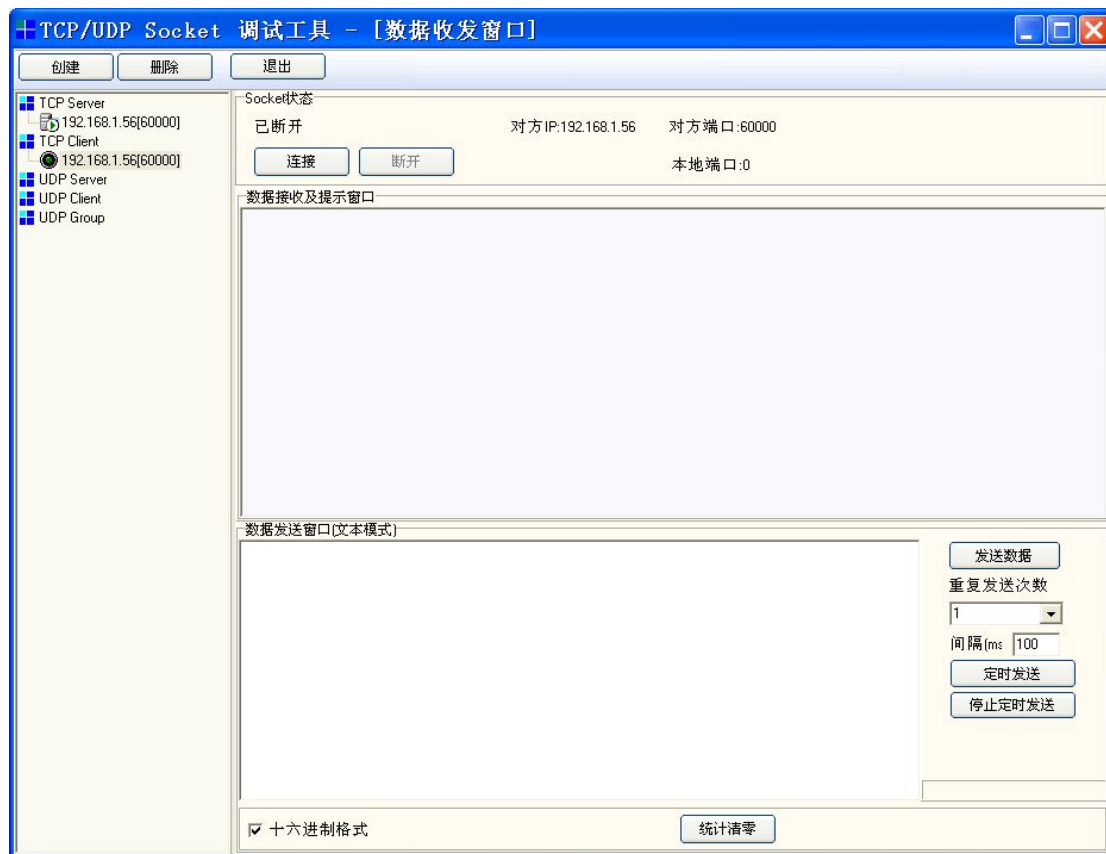 TCP/UDP Socket 调试工具 - [数据收发窗口]
创建 删除 退出
TCP Server
192.168.1.56[60000]
TCP Client
192.168.1.56[60000]
UDP Server
UDP Client
UDP Group
Socket状态
已断开 对方IP:192.168.1.56 对方端口:60000
连接 断开 本地端口:0
数据接收及提示窗口
数据发送窗口(文本模式)
发送数据
重复发送次数
1
间隔(ms 100
定时发送
停止定时发送
十六进制格式 统计清零